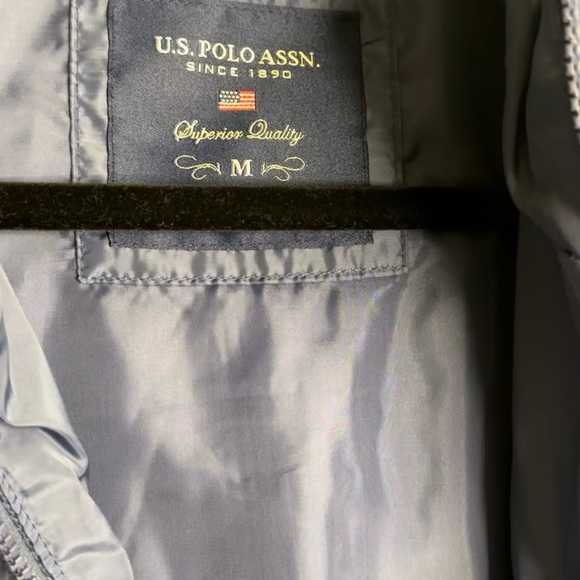 U.S. POLO ASSN.
SINCE 1890
Superior Quality
M